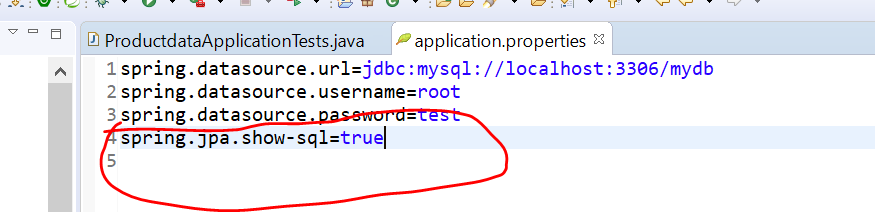 ProductdataApplicationTests.java application.properties
1 spring.datasource.url=jdbc:mysql://localhost:3306/mydb
2 spring.datasource.username=root
3 spring.datasource.password=test
4 spring.jpa.show-sql=true
5